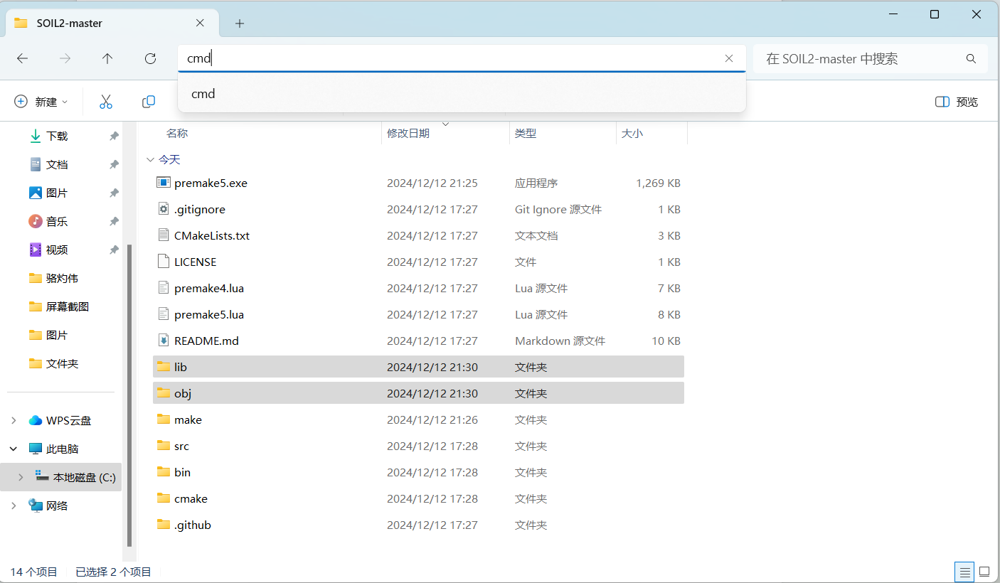 SOIL2-master
cmd
在 SOIL2-master 中搜索
cmd
新建
预览
下载
文档
图片
音乐
视频
骆灼伟
屏幕截图
图片
文件夹
WPS云盘
此电脑
本地磁盘 (C:)
网络
名称 修改日期 类型 大小
今天
premake5.exe 2024/12/12 21:25 应用程序 1,269 KB
.gitignore 2024/12/12 17:27 Git Ignore 源文件 1 KB
CMakeLists.txt 2024/12/12 17:27 文本文档 3 KB
LICENSE 2024/12/12 17:27 文件 1 KB
premake4.lua 2024/12/12 17:27 Lua 源文件 7 KB
premake5.lua 2024/12/12 17:27 Lua 源文件 8 KB
README.md 2024/12/12 17:27 Markdown 源文件 10 KB
lib 2024/12/12 21:30 文件夹
obj 2024/12/12 21:30 文件夹
make 2024/12/12 21:26 文件夹
src 2024/12/12 17:28 文件夹
bin 2024/12/12 17:28 文件夹
cmake 2024/12/12 17:28 文件夹
.github 2024/12/12 17:27 文件夹
14 个项目 已选择 2 个项目